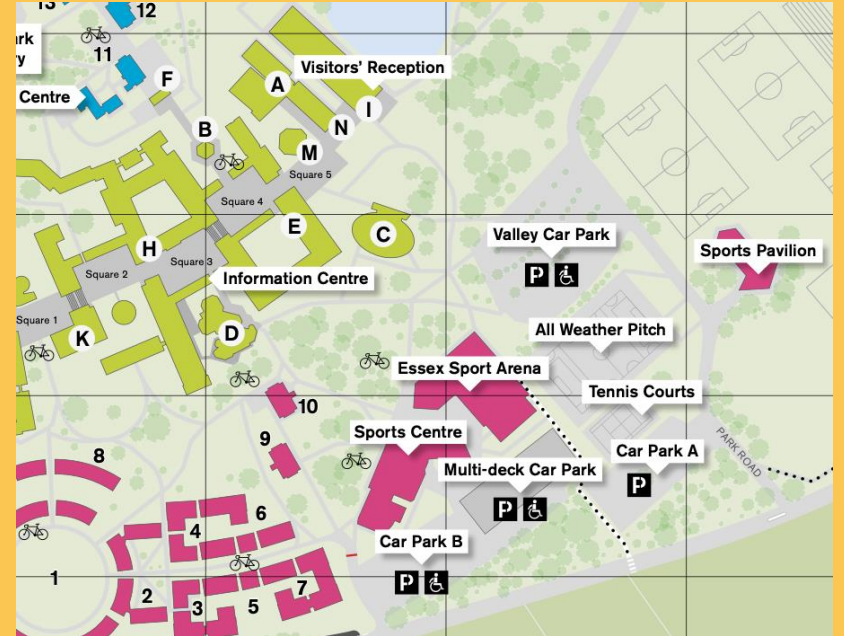 13
12
ark
ry
11
Visitors' Reception
F
A
Centre
I
B
N
M
Square 5
Square 4
E
C
Valley Car Park
H
Sports Pavilion
Square 3
Square 2
P
Information Centre
Square 1
D
All Weather Pitch
K
Essex Sport Arena
Tennis Courts
10
Sports Centre
9
PARK ROAD
Car Park A
8
Multi-deck Car Park
P
P
6
4
Car Park B
1
P
7
2
3
5